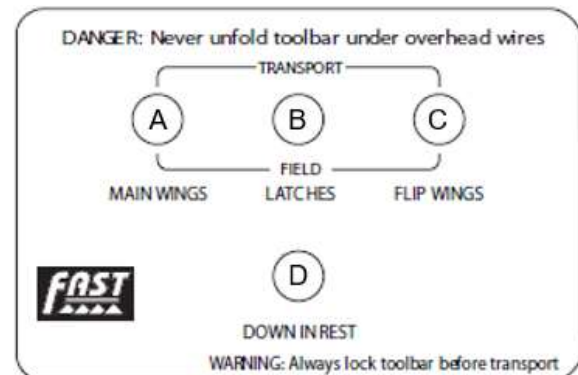 DANGER: Never unfold toolbar under overhead wires
TRANSPORT
A B C
FIELD
MAIN WINGS LATCHES FLIP WINGS
D
FAST
DOWN IN REST
WARNING: Always lock toolbar before transport